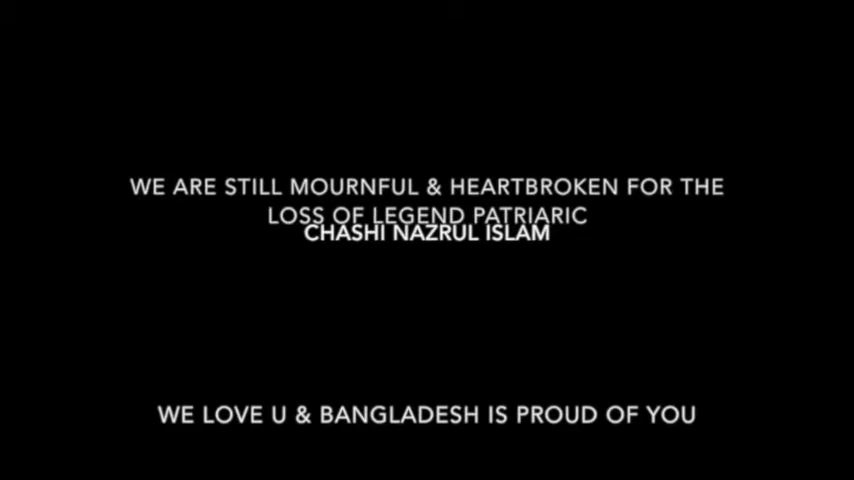 WE ARE STILL MOURNFUL & HEARTBROKEN FOR THE
LOSS OF LEGEND PATRIARIC
CHASHI NAZRUL ISLAM
WE LOVE U & BANGLADESH IS PROUD OF YOU